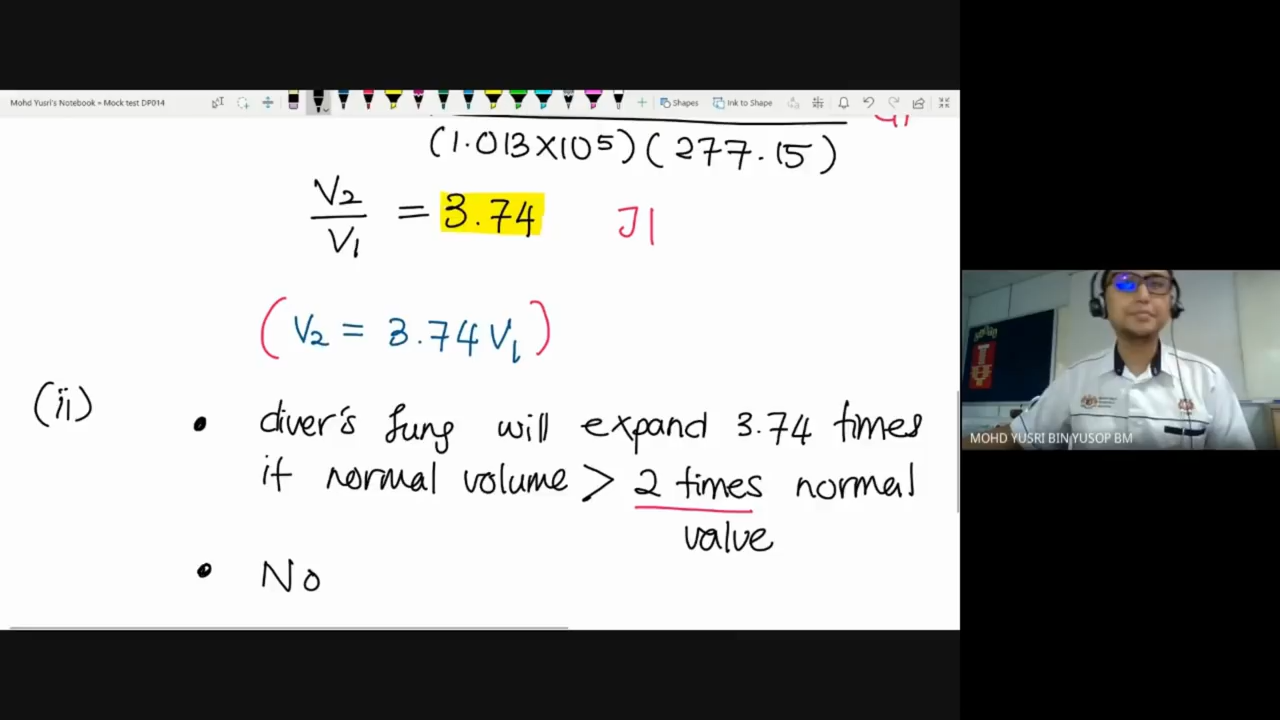 Mohd Yusri's Notebook » Mock test DP014
Shapes
Ink to Shape
(1.013×10⁵)(277.15)
V₂
V₁
= 3.74
J1
(V₂ = 3.74 V₁)
(ii)
• diver's lung will expand 3.74 times
if normal volume > 2 times normal
value
• No
MOHD YUSRI BIN YUSOP BM